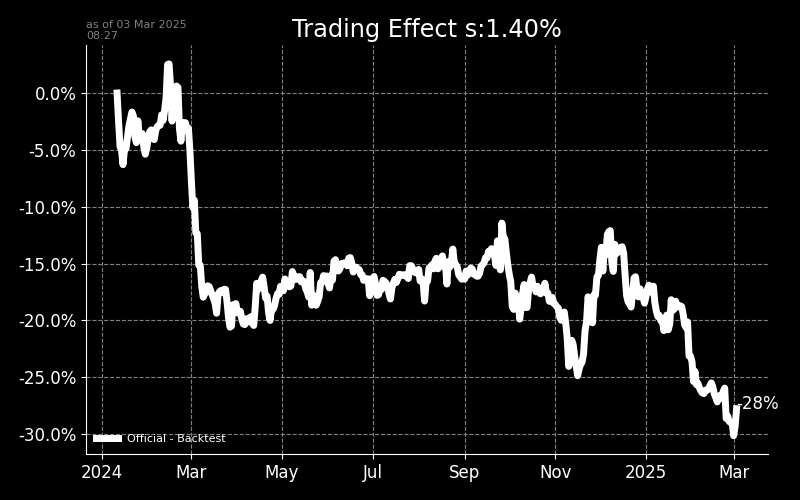 as of 03 Mar 2025
08:27
Trading Effect s:1.40%
0.0%
-5.0%
-10.0%
-15.0%
-20.0%
-25.0%
-30.0%
-28%
Official - Backtest
2024 Mar May Jul Sep Nov 2025 Mar